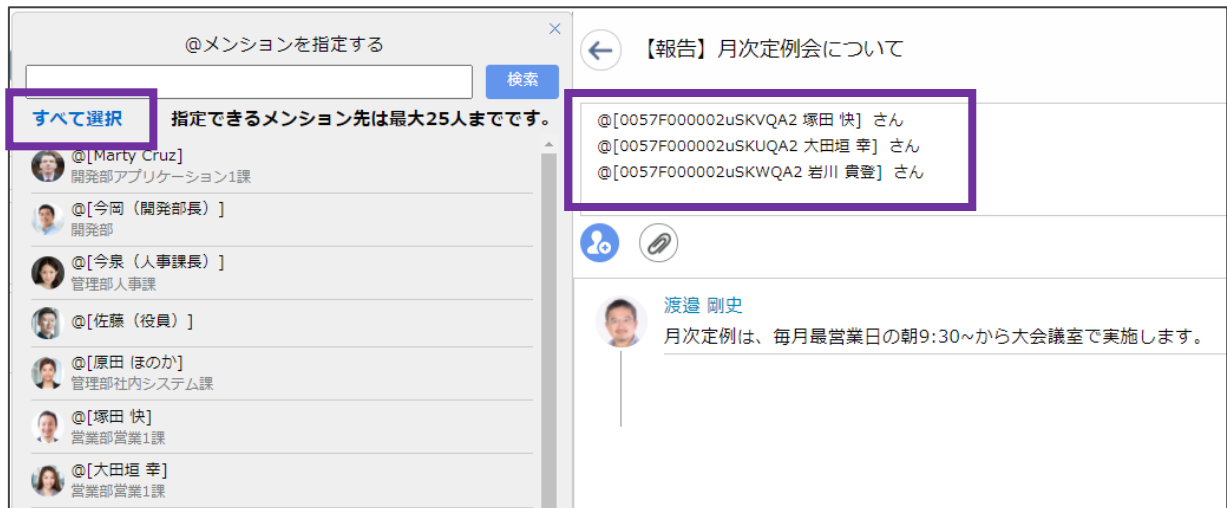 @メンションを指定する
×
検索
すべて選択
指定できるメンション先は最大25人までです。
@[Marty Cruz]
開発部アプリケーション1課
@[今岡（開発部長）]
開発部
@[今泉（人事課長）]
管理部人事課
@[佐藤（役員）]
@[原田 ほのか]
管理部社内システム課
@[塚田 快]
営業部営業1課
@[大田垣 幸]
営業部営業1課
【報告】月次定例会について
@[0057F000002uSKVQA2 塚田 快] さん
@[0057F000002uSKUQA2 大田垣 幸] さん
@[0057F000002uSKWQA2 岩川 貴登] さん
渡邉 剛史
月次定例は、毎月最営業日の朝9:30~から大会議室で実施します。